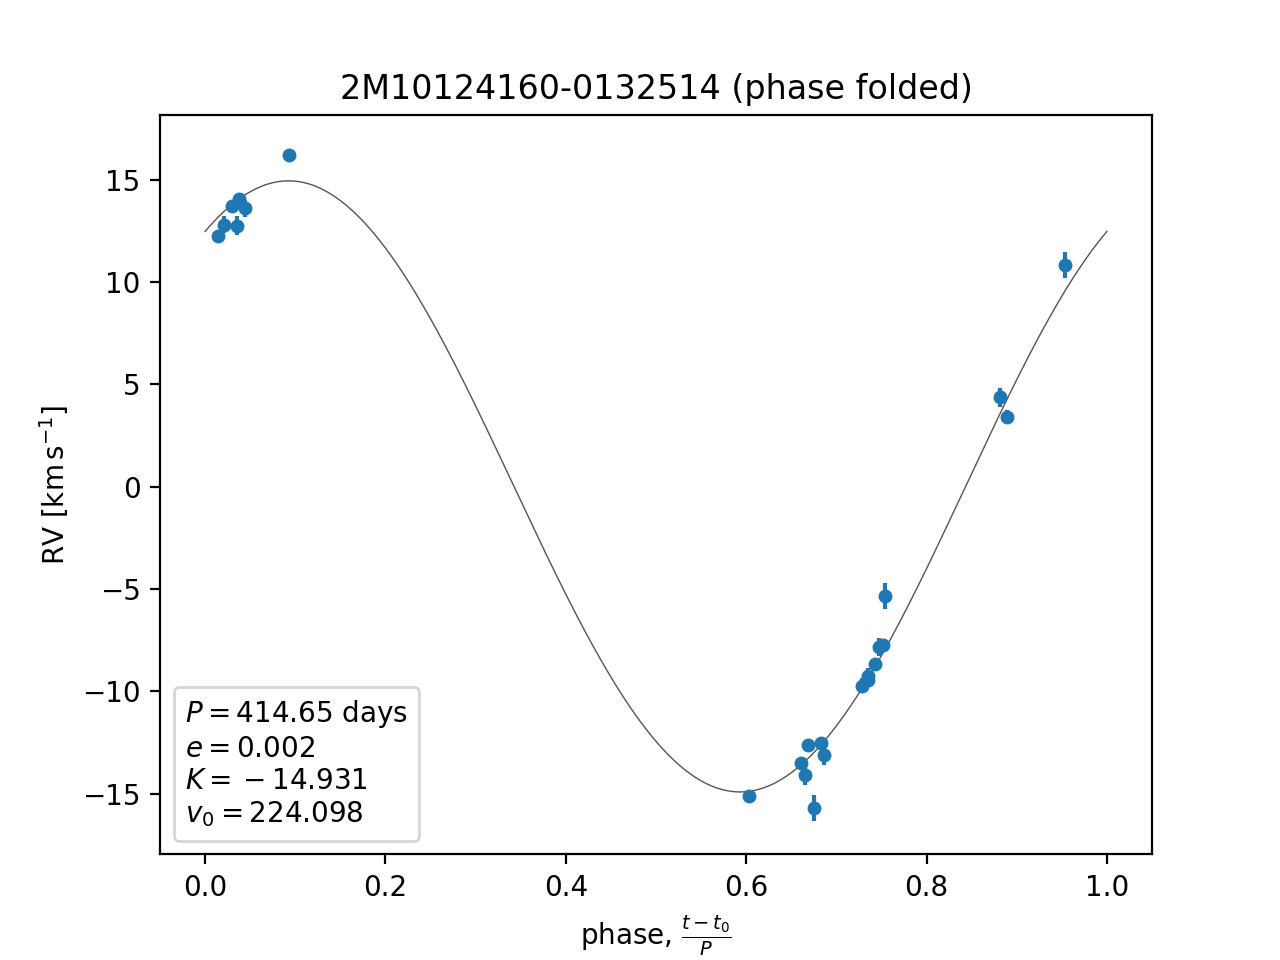 2M10124160-0132514 (phase folded)
RV [km s⁻¹]
15
10
5
0
−5
−10
−15
P = 414.65 days
e = 0.002
K = −14.931
v₀ = 224.098
0.0 0.2 0.4 0.6 0.8 1.0
phase, (t − t₀)/P